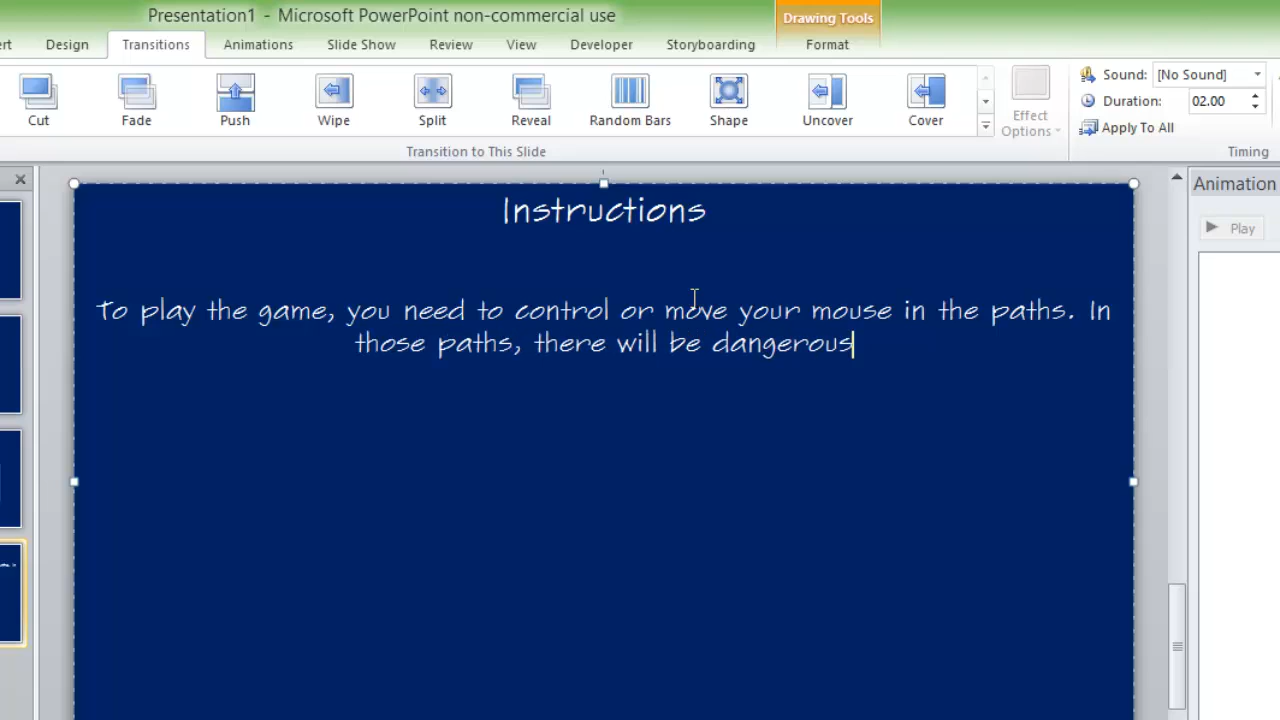 Presentation1 - Microsoft PowerPoint non-commercial use
Drawing Tools
ert Design Transitions Animations Slide Show Review View Developer Storyboarding Format
Cut Fade Push Wipe Split Reveal Random Bars Shape Uncover Cover
Effect
Options
Sound: [No Sound]
Duration: 02.00
Apply To All
Transition to This Slide
Timing
Animation
Play
Instructions
To play the game, you need to control or move your mouse in the paths. In
those paths, there will be dangerous